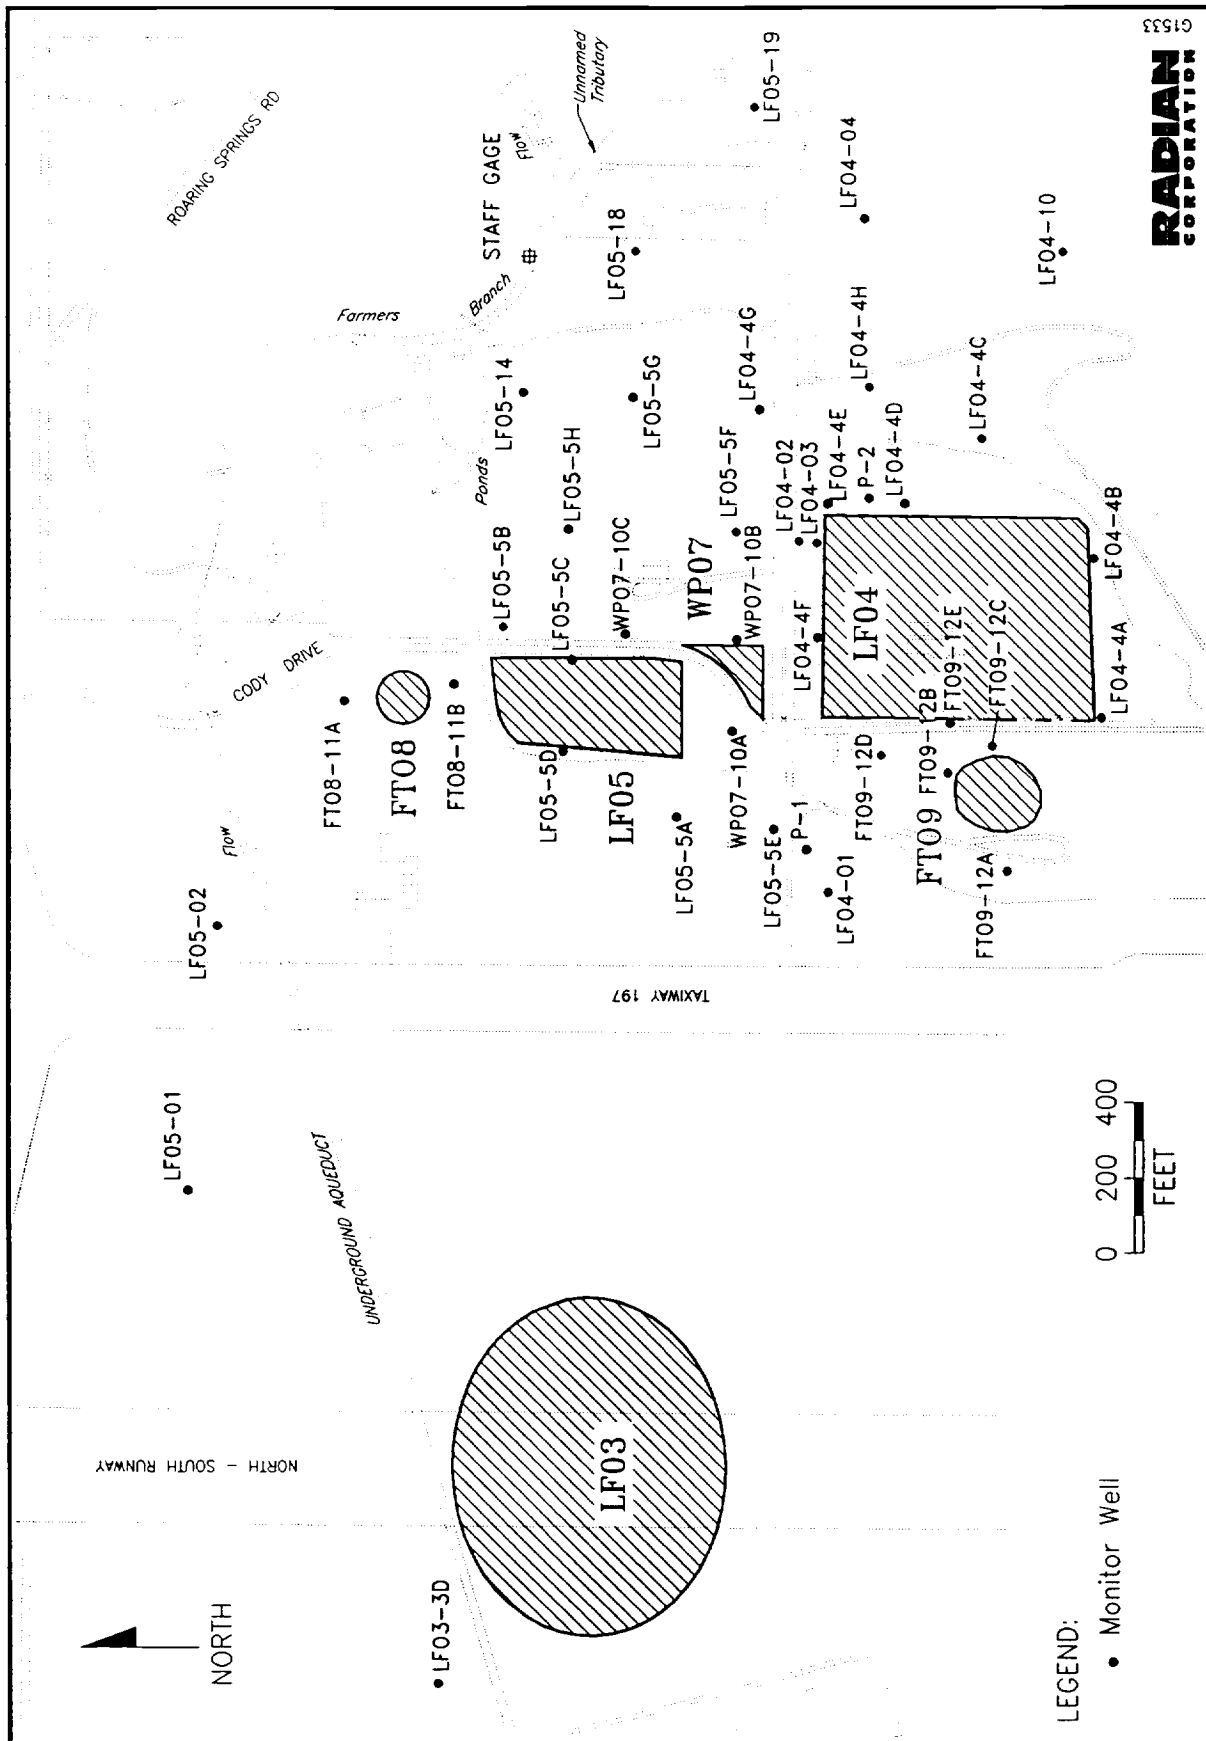 NORTH
NORTH - SOUTH RUNWAY
LF03-3D
LF03
UNDERGROUND AQUEDUCT
LF05-01
TAXIWAY 197
LF05-02
Flow
CODY DRIVE
ROARING SPRINGS RD
FT08-11A
FT08
FT08-11B
Farmers
Branch
Ponds
STAFF GAGE
Flow
Unnamed
Tributary
LF05-5B
LF05-14
LF05-5H
LF05-5C
LF05-5D
LF05
WP07-10C
LF05-5G
LF05-18
LF05-5A
WP07
LF05-5F
LF04-4G
LF05-19
WP07-10A
WP07-10B
LF05-5E
P-1
LF04-01
LF04-02
LF04-03
LF04-4F
LF04-4E
P-2
LF04-4H
LF04-04
LF04
LF04-4D
FT09-12D
FT09-12B
FT09-12E
FT09-12C
FT09
FT09-12A
LF04-4C
LF04-10
LF04-4A
LF04-4B
LEGEND:
• Monitor Well
0 200 400
FEET
RADIAN
CORPORATION
G1533